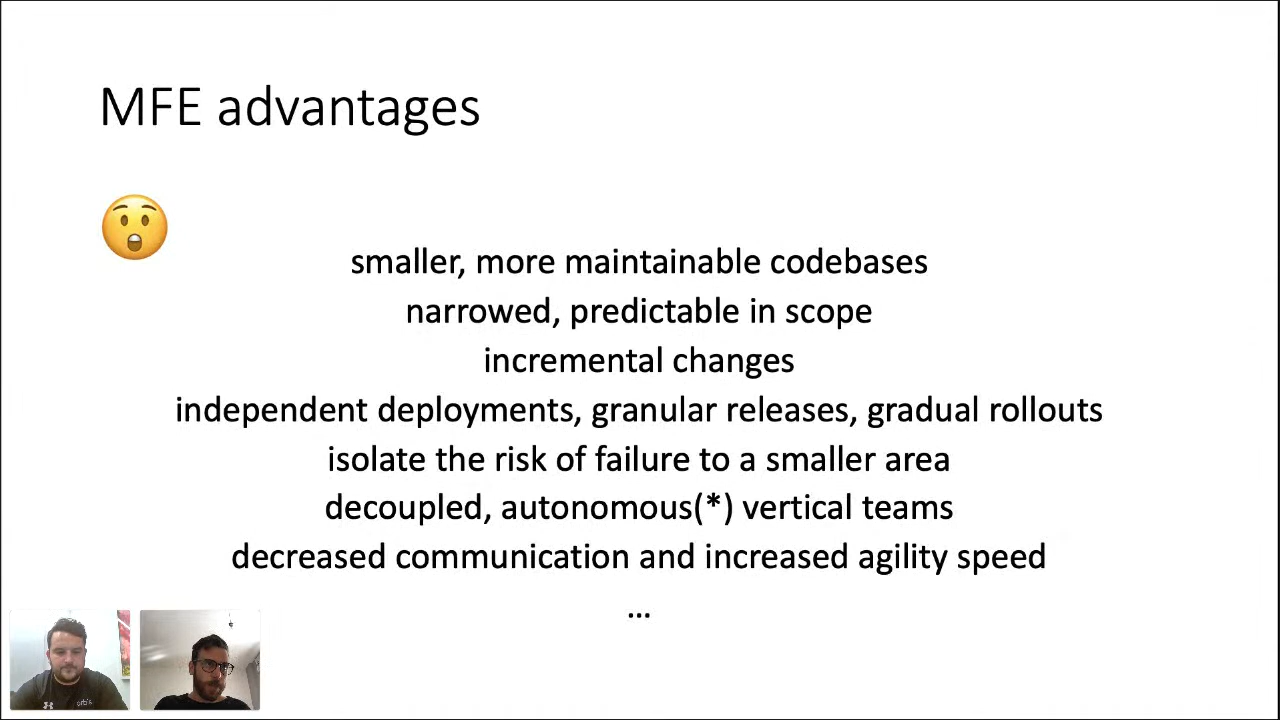 MFE advantages
smaller, more maintainable codebases
narrowed, predictable in scope
incremental changes
independent deployments, granular releases, gradual rollouts
isolate the risk of failure to a smaller area
decoupled, autonomous(*) vertical teams
decreased communication and increased agility speed
...